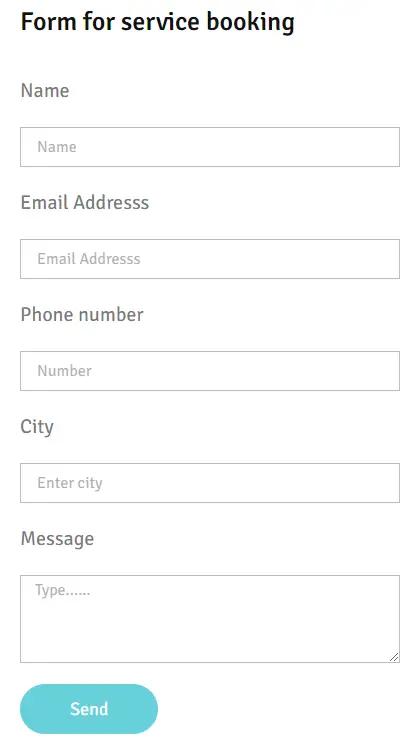 Form for service booking
Name
Name
Email Addresss
Email Addresss
Phone number
Number
City
Enter city
Message
Type......
Send